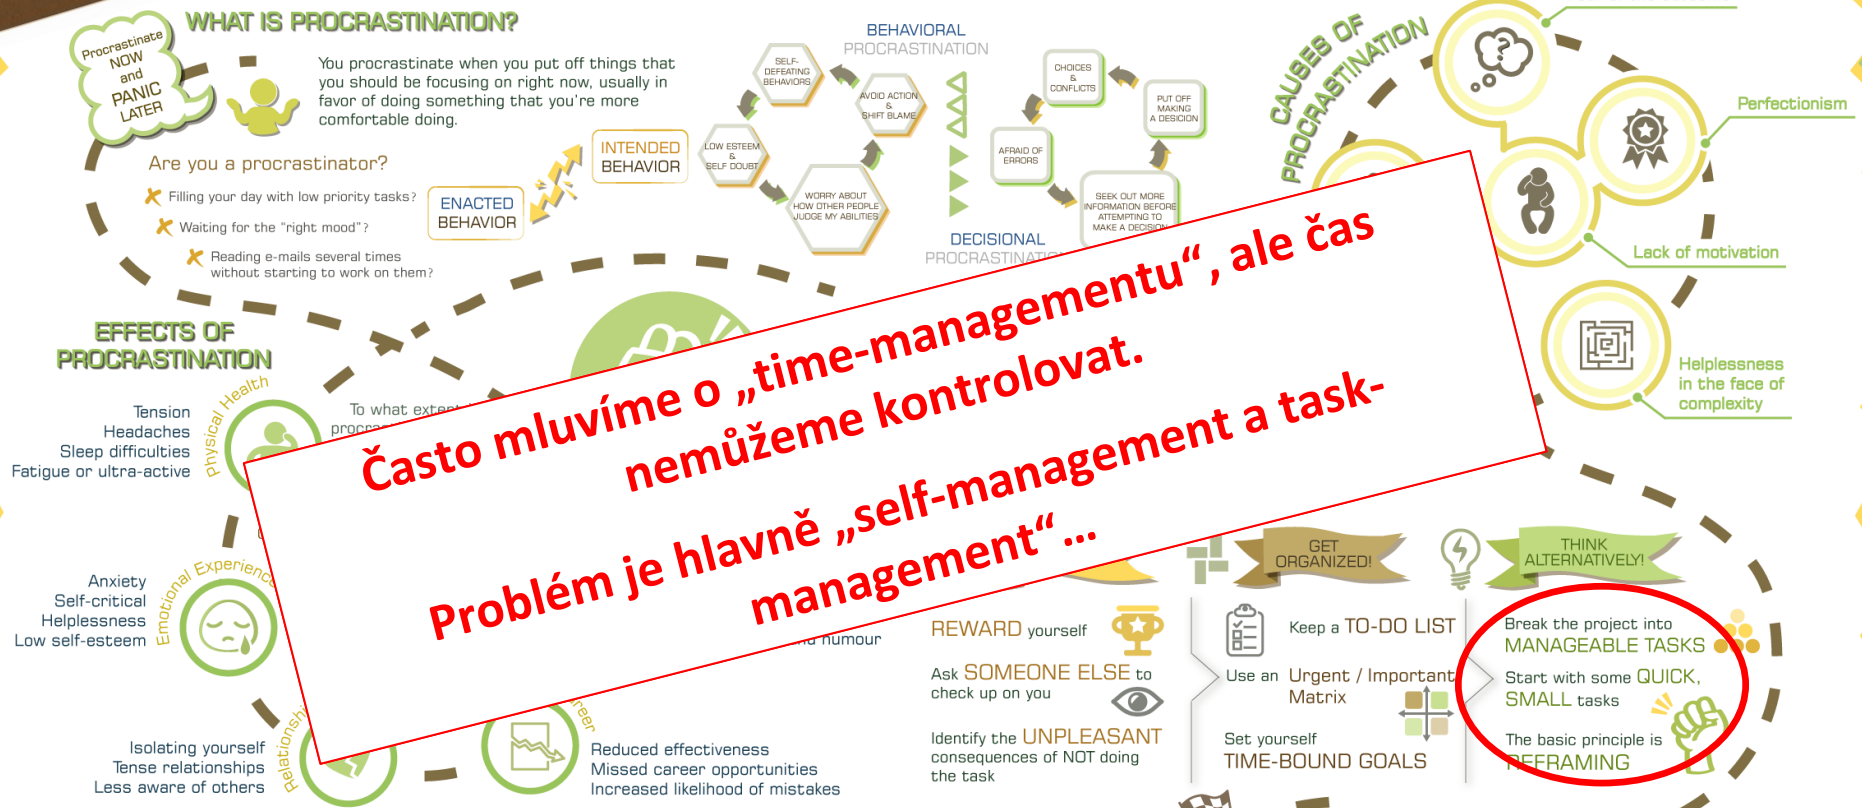 WHAT IS PROCRASTINATION?
Procrastinate
NOW
and
PANIC
LATER
You procrastinate when you put off things that
you should be focusing on right now, usually in
favor of doing something that you're more
comfortable doing.
Are you a procrastinator?
Filling your day with low priority tasks?
Waiting for the "right mood"?
Reading e-mails several times
without starting to work on them?
ENACTED
BEHAVIOR
INTENDED
BEHAVIOR
BEHAVIORAL
PROCRASTINATION
SELF-
DEFEATING
BEHAVIORS
AVOID ACTION
&
SHIFT BLAME
LOW ESTEEM
&
SELF DOUBT
WORRY ABOUT
HOW OTHER PEOPLE
JUDGE MY ABILITIES
CHOICES
&
CONFLICTS
PUT OFF
MAKING
A DESICION
AFRAID OF
ERRORS
SEEK OUT MORE
INFORMATION BEFORE
ATTEMPTING TO
MAKE A DECISION
DECISIONAL
CAUSES OF
PROCRASTINATION
Perfectionism
Lack of motivation
Helplessness
in the face of
complexity
EFFECTS OF
PROCRASTINATION
Physical Health
Tension
Headaches
Sleep difficulties
Fatigue or ultra-active
To what
Často mluvíme o „time-managementu“, ale čas
nemůžeme kontrolovat.
Problém je hlavně „self-management a task-
management“…
Emotional Experience
Anxiety
Self-critical
Helplessness
Low self-esteem
humour
Isolating yourself
Tense relationships
Less aware of others
Reduced effectiveness
Missed career opportunities
Increased likelihood of mistakes
REWARD yourself
Ask SOMEONE ELSE to
check up on you
Identify the UNPLEASANT
consequences of NOT doing
the task
GET
ORGANIZED!
Keep a TO-DO LIST
Use an Urgent / Important
Matrix
Set yourself
TIME-BOUND GOALS
THINK
ALTERNATIVELY!
Break the project into
MANAGEABLE TASKS
Start with some QUICK,
SMALL tasks
The basic principle is
REFRAMING